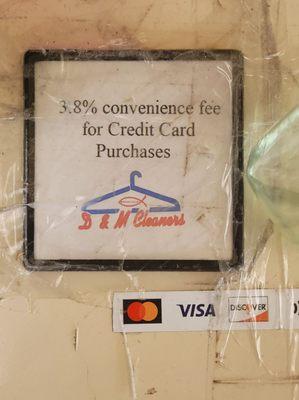 3.8% convenience fee
for Credit Card
Purchases
D & M Cleaners
VISA
DISCOVER